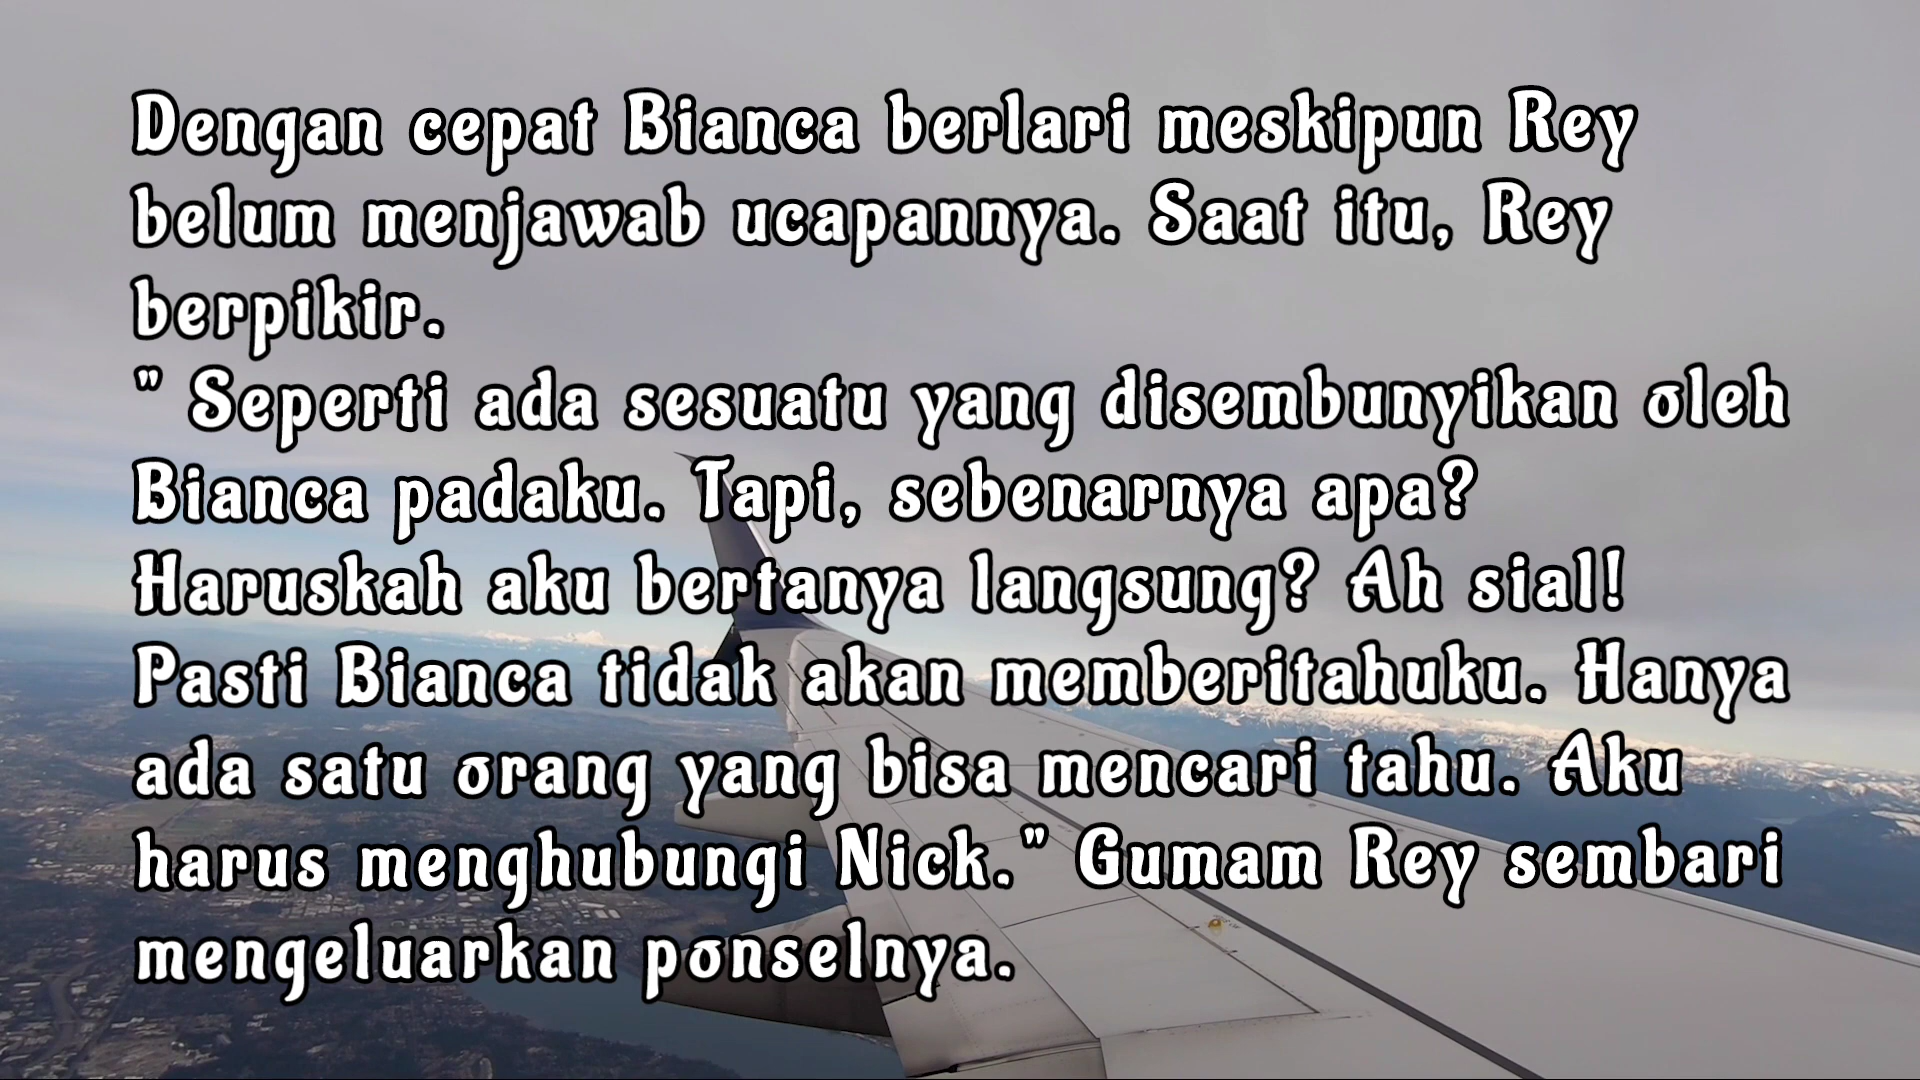 Dengan cepat Bianca berlari meskipun Rey
belum menjawab ucapannya. Saat itu, Rey
berpikir.
" Seperti ada sesuatu yang disembunyikan oleh
Bianca padaku. Tapi, sebenarnya apa?
Haruskah aku bertanya langsung? Ah sial!
Pasti Bianca tidak akan memberitahuku. Hanya
ada satu orang yang bisa mencari tahu. Aku
harus menghubungi Nick." Gumam Rey sembari
mengeluarkan ponselnya.